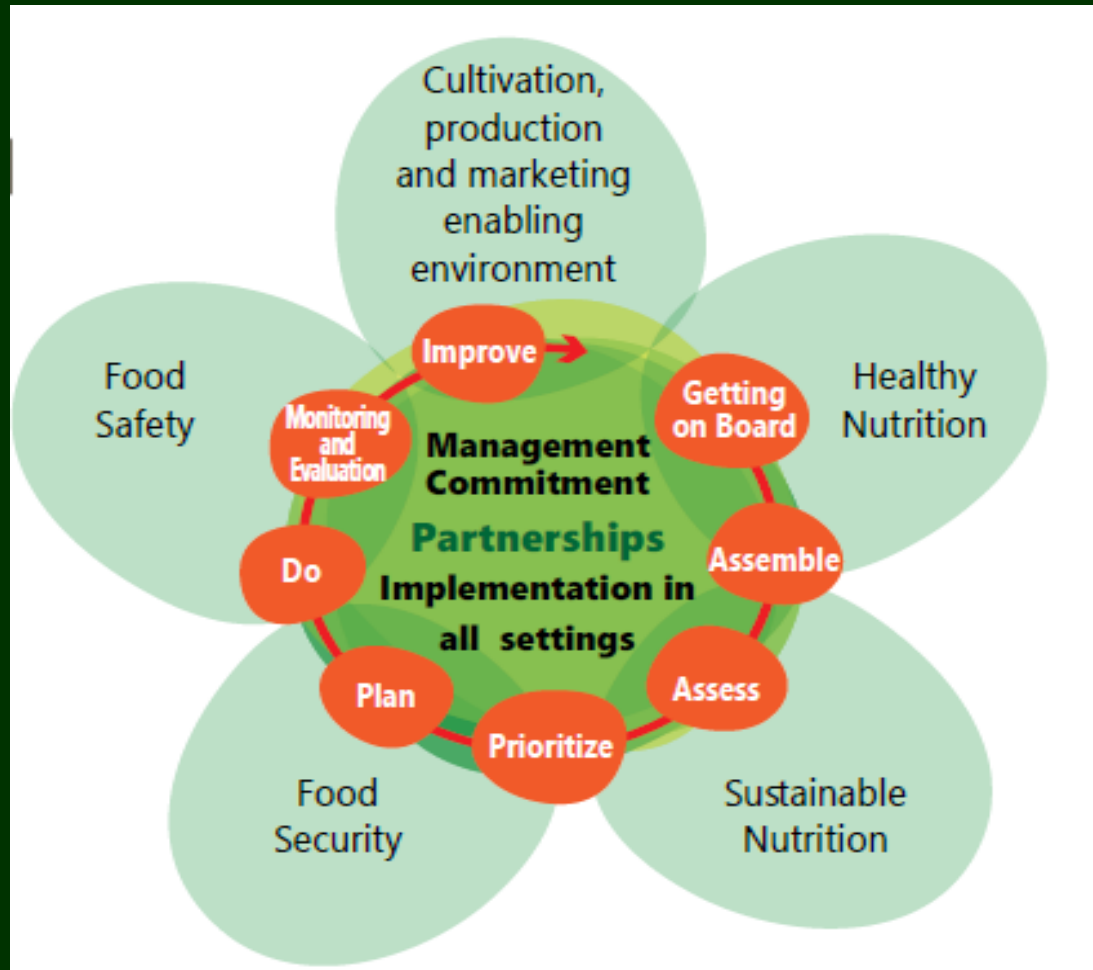 Cultivation,
production
and marketing
enabling
environment
Healthy
Nutrition
Sustainable
Nutrition
Food
Security
Food
Safety
Getting
on Board
Assemble
Assess
Prioritize
Plan
Do
Monitoring
and
Evaluation
Improve
Management
Commitment
Partnerships
Implementation in
all settings